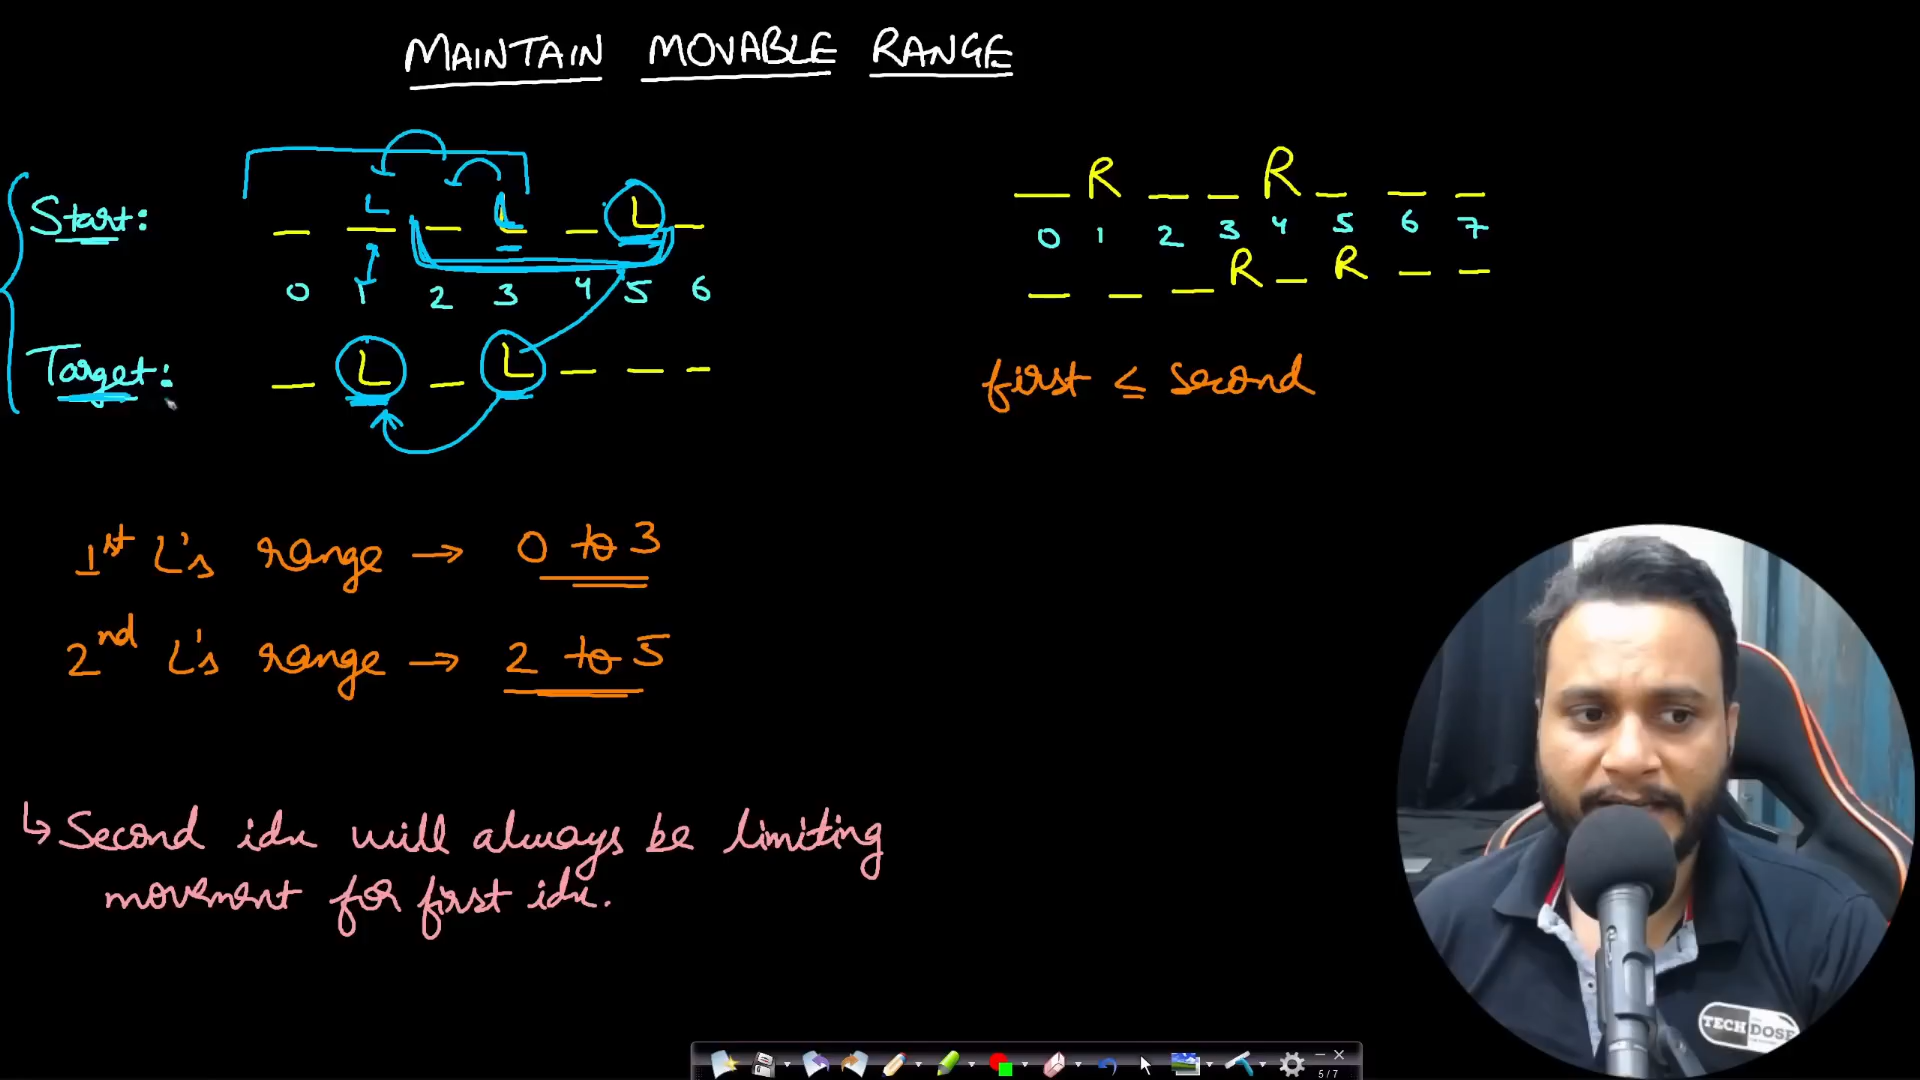 MAINTAIN MOVABLE RANGE
Start: _ L _ L _ L _
0 1 2 3 4 5 6
Target: _ L _ L _ _ _
_ R _ _ R _ _ _
0 1 2 3 4 5 6 7
_ _ _ R _ R _ _
first ≤ second
1st L's range → 0 to 3
2nd L's range → 2 to 5
↳ Second idx will always be limiting
movement for first idx.
TECH DOSE
5/7